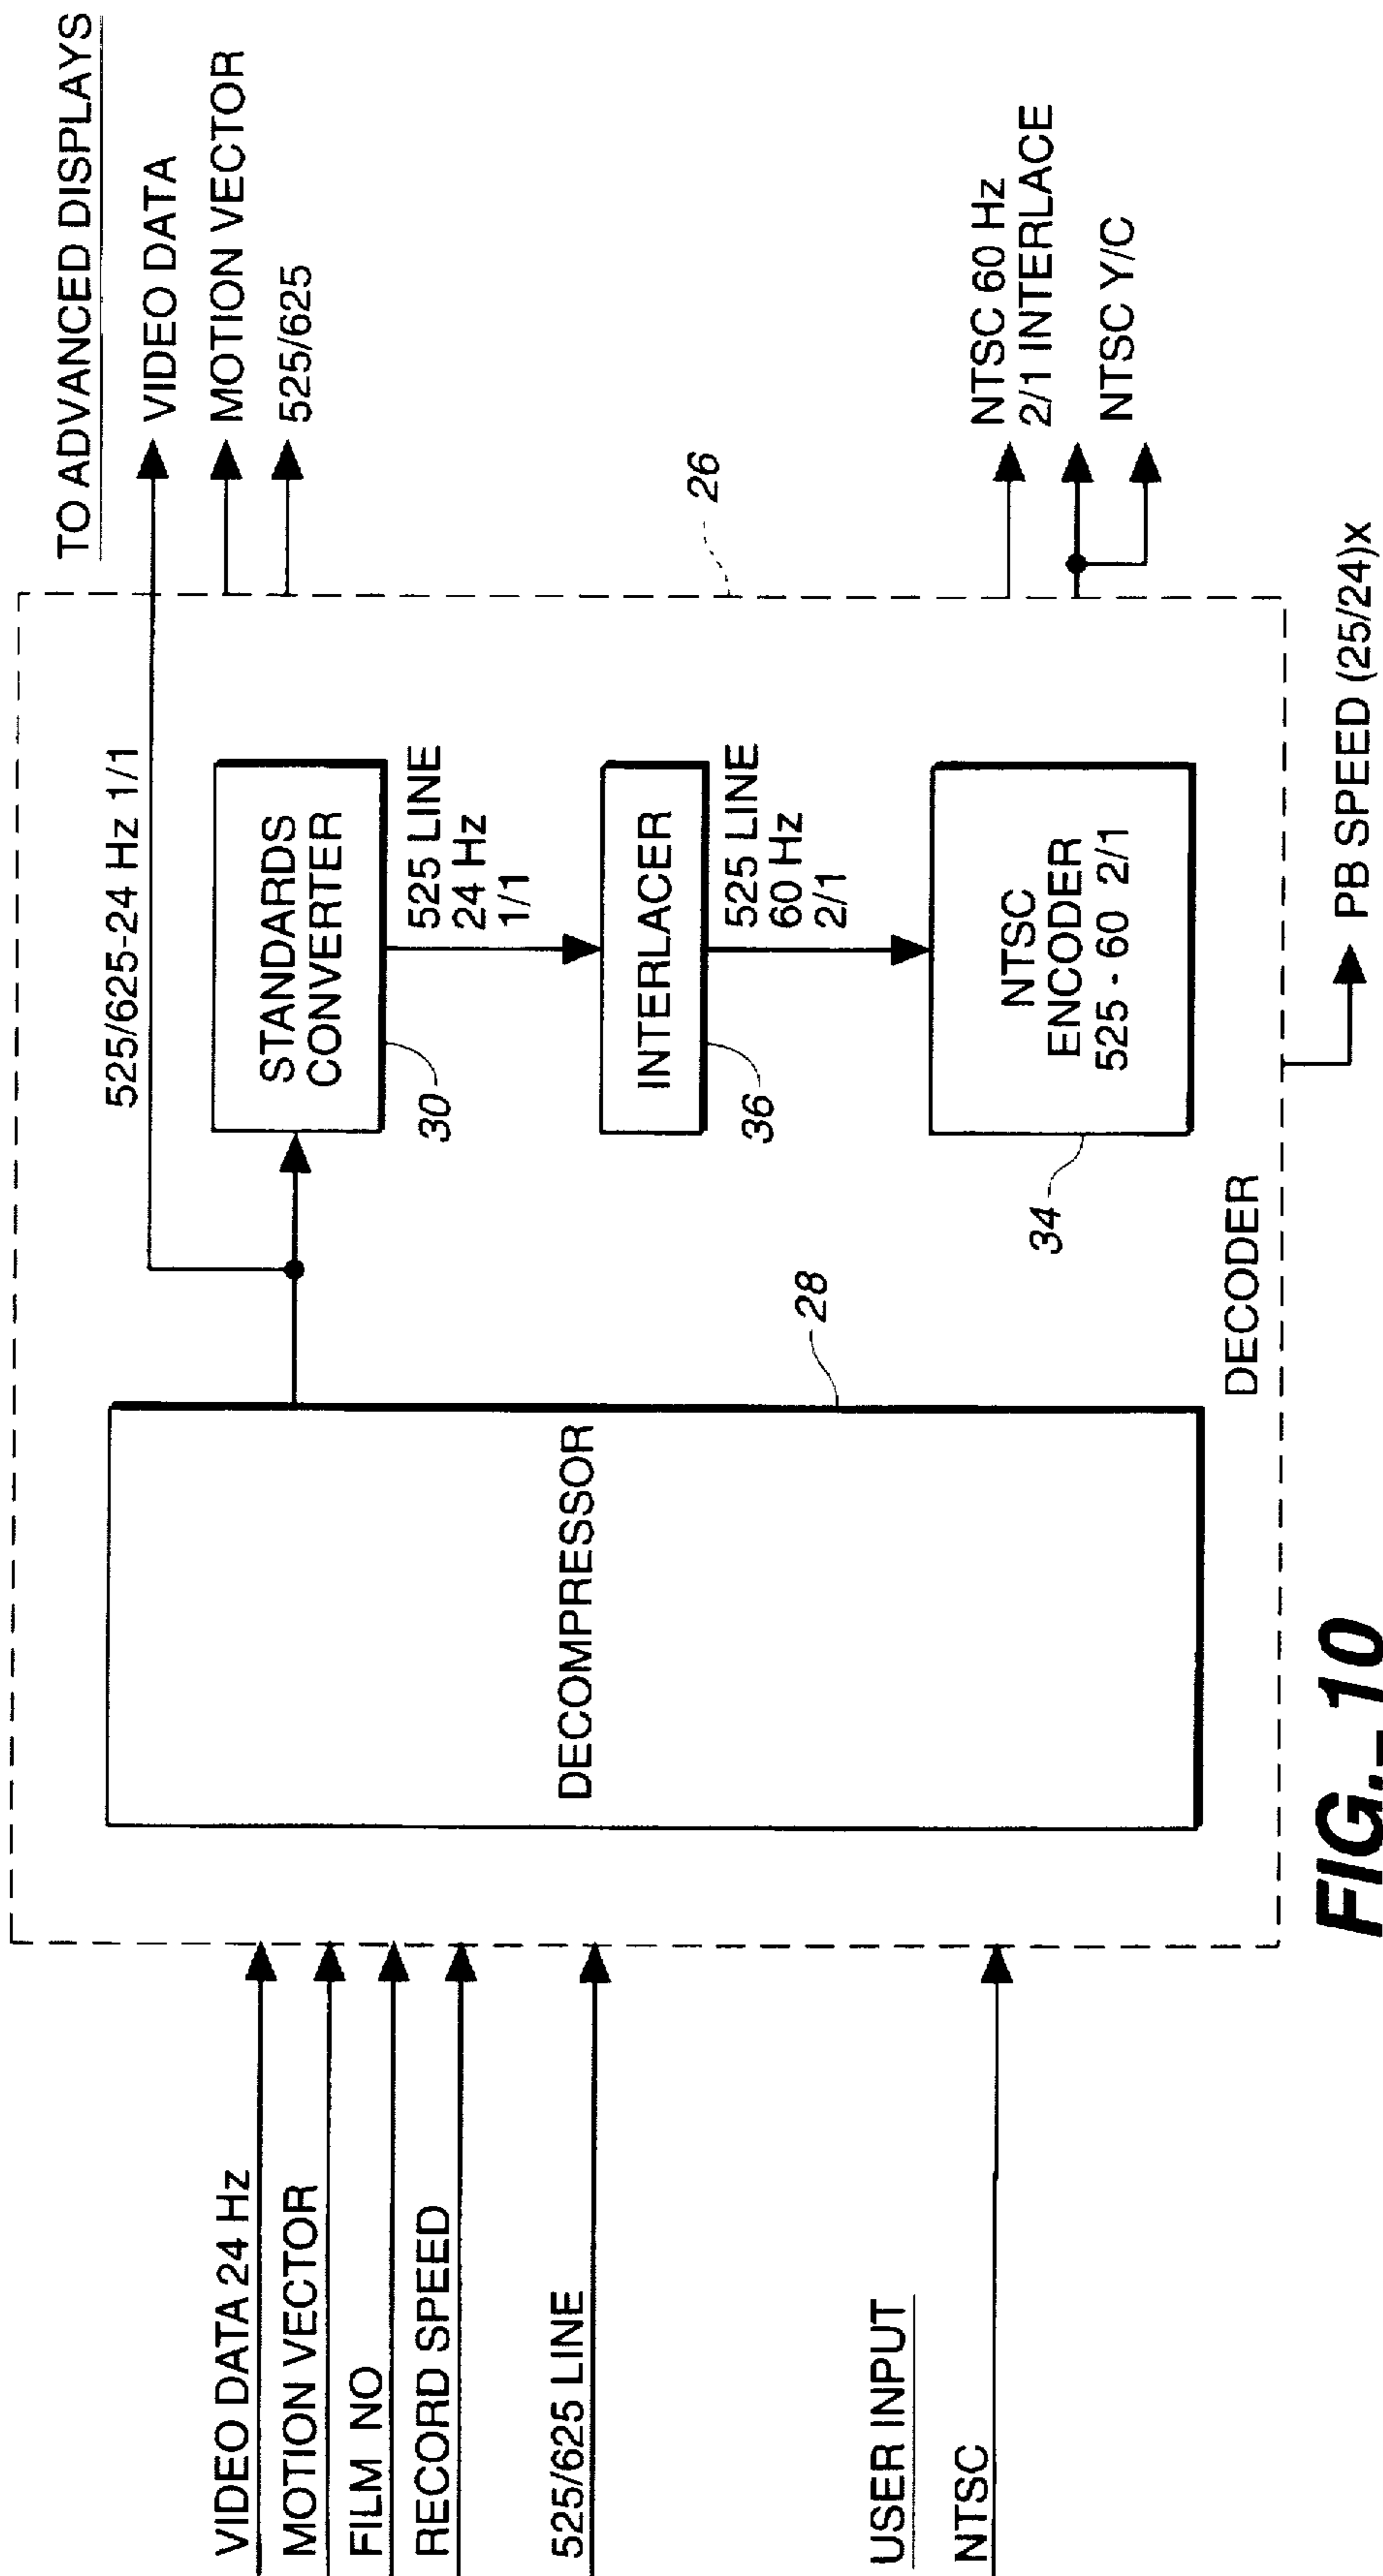 VIDEO DATA 24 Hz
MOTION VECTOR
FILM NO
RECORD SPEED
525/625 LINE
USER INPUT
NTSC
DECOMPRESSOR
28
525/625-24 Hz 1/1
STANDARDS
CONVERTER
30
525 LINE
24 Hz
1/1
INTERLACER
36
525 LINE
60 Hz
2/1
NTSC
ENCODER
525 - 60 2/1
34
DECODER
26
TO ADVANCED DISPLAYS
VIDEO DATA
MOTION VECTOR
525/625
NTSC 60 Hz
2/1 INTERLACE
NTSC Y/C
PB SPEED (25/24)x
FIG._10